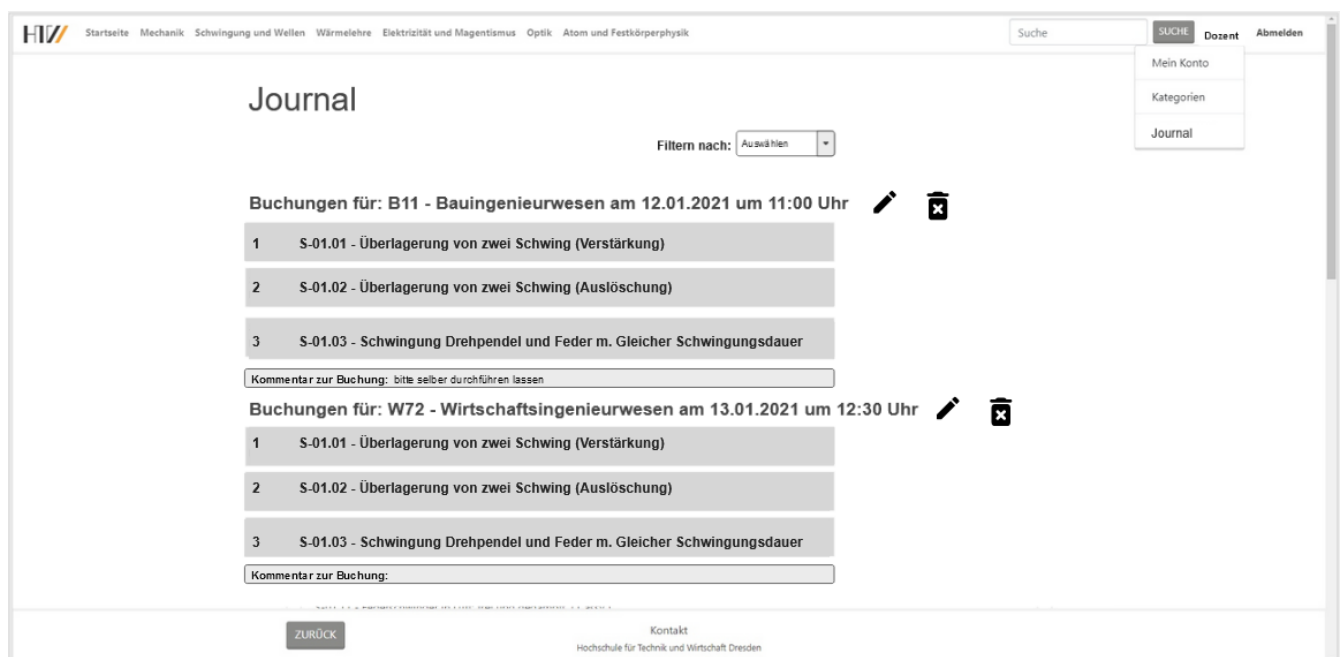 HTW Startseite Mechanik Schwingung und Wellen Wärmelehre Elektrizität und Magentismus Optik Atom und Festkörperphysik Suche SUCHE Dozent Abmelden
Mein Konto
Kategorien
Journal
Journal
Filtern nach: Auswählen
Buchungen für: B11 - Bauingenieurwesen am 12.01.2021 um 11:00 Uhr
1 S-01.01 - Überlagerung von zwei Schwing (Verstärkung)
2 S-01.02 - Überlagerung von zwei Schwing (Auslöschung)
3 S-01.03 - Schwingung Drehpendel und Feder m. Gleicher Schwingungsdauer
Kommentar zur Buchung: bitte selber durchführen lassen
Buchungen für: W72 - Wirtschaftsingenieurwesen am 13.01.2021 um 12:30 Uhr
1 S-01.01 - Überlagerung von zwei Schwing (Verstärkung)
2 S-01.02 - Überlagerung von zwei Schwing (Auslöschung)
3 S-01.03 - Schwingung Drehpendel und Feder m. Gleicher Schwingungsdauer
Kommentar zur Buchung:
ZURÜCK
Kontakt
Hochschule für Technik und Wirtschaft Dresden